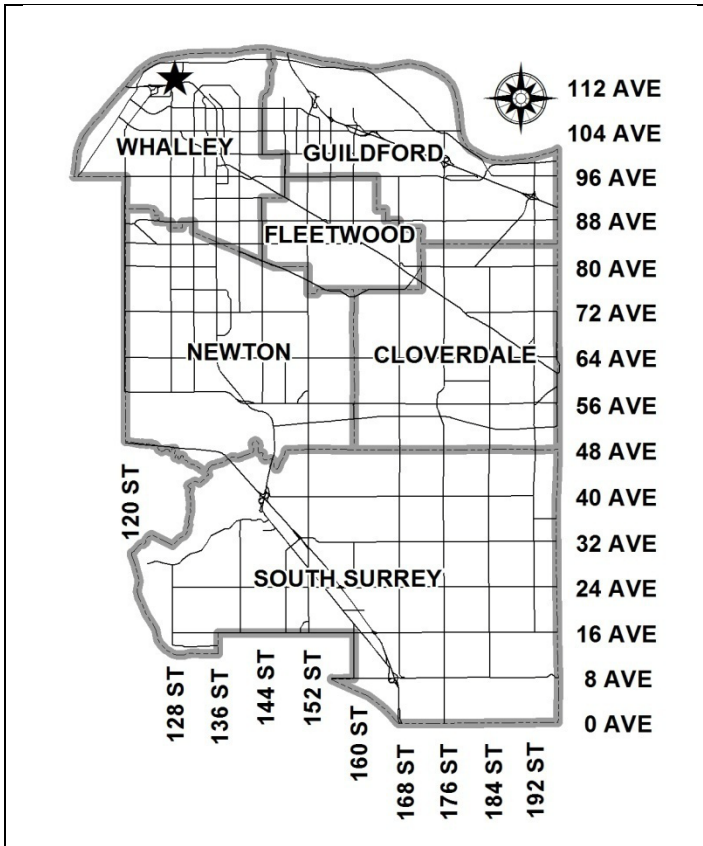 112 AVE
104 AVE
WHALLEY
GUILDFORD
96 AVE
88 AVE
FLEETWOOD
80 AVE
72 AVE
NEWTON
CLOVERDALE
64 AVE
56 AVE
48 AVE
120 ST
40 AVE
32 AVE
SOUTH SURREY
24 AVE
16 AVE
8 AVE
0 AVE
128 ST
136 ST
144 ST
152 ST
160 ST
168 ST
176 ST
184 ST
192 ST